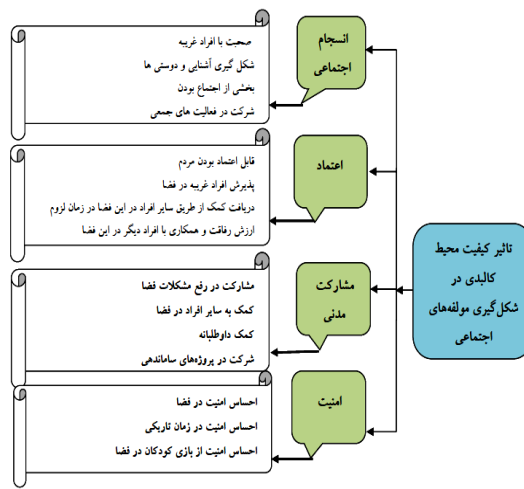 تاثیر کیفیت محیط
کالبدی در
شکل‌گیری مولفه‌های
اجتماعی
انسجام
اجتماعی
صحبت با افراد غریبه
شکل گیری آشنایی و دوستی ها
بخشی از اجتماع بودن
شرکت در فعالیت های جمعی
اعتماد
قابل اعتماد بودن مردم
پذیرش افراد غریبه در فضا
دریافت کمک از طریق سایر افراد در این فضا در زمان لزوم
ارزش رفاقت و همکاری با افراد دیگر در این فضا
مشارکت
مدنی
مشارکت در رفع مشکلات فضا
کمک به سایر افراد در فضا
کمک داوطلبانه
شرکت در پروژه‌های ساماندهی
امنیت
احساس امنیت در فضا
احساس امنیت در زمان تاریکی
احساس امنیت از بازی کودکان در فضا